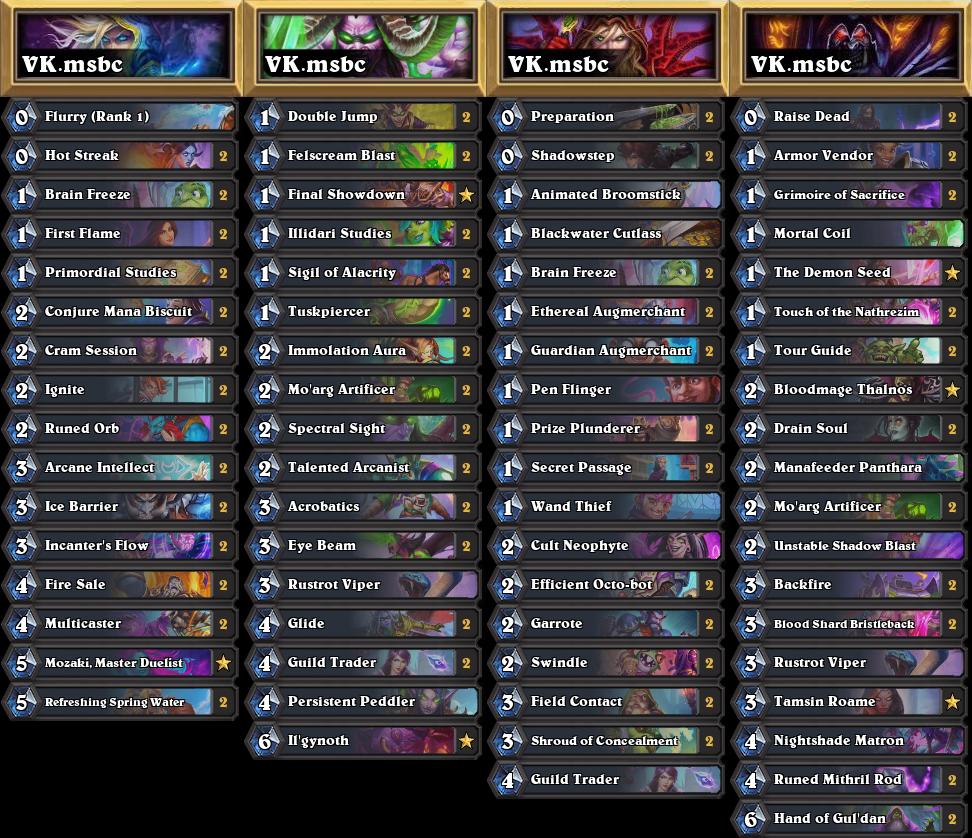 VK.msbc
0 Flurry (Rank 1)
0 Hot Streak 2
1 Brain Freeze 2
1 First Flame 2
1 Primordial Studies 2
2 Conjure Mana Biscuit 2
2 Cram Session 2
2 Ignite 2
2 Runed Orb 2
3 Arcane Intellect 2
3 Ice Barrier 2
3 Incanter's Flow 2
4 Fire Sale 2
4 Multicaster 2
5 Mozaki, Master Duelist
5 Refreshing Spring Water 2
VK.msbc
1 Double Jump 2
1 Felscream Blast 2
1 Final Showdown
1 Illidari Studies 2
1 Sigil of Alacrity 2
1 Tuskpiercer 2
2 Immolation Aura 2
2 Mo'arg Artificer 2
2 Spectral Sight 2
2 Talented Arcanist 2
3 Acrobatics 2
3 Eye Beam 2
3 Rustrot Viper
4 Glide 2
4 Guild Trader 2
4 Persistent Peddler
6 Il'gynoth
VK.msbc
0 Preparation 2
0 Shadowstep 2
1 Animated Broomstick
1 Blackwater Cutlass
1 Brain Freeze 2
1 Ethereal Augmerchant 2
1 Guardian Augmerchant 2
1 Pen Flinger
1 Prize Plunderer 2
1 Secret Passage 2
1 Wand Thief
2 Cult Neophyte
2 Efficient Octo-bot 2
2 Garrote 2
2 Swindle 2
3 Field Contact 2
3 Shroud of Concealment 2
4 Guild Trader
VK.msbc
0 Raise Dead 2
1 Armor Vendor 2
1 Grimoire of Sacrifice 2
1 Mortal Coil
1 The Demon Seed
1 Touch of the Nathrezim 2
1 Tour Guide 2
2 Bloodmage Thalnos
2 Drain Soul 2
2 Manafeeder Panthara
2 Mo'arg Artificer 2
2 Unstable Shadow Blast
3 Backfire 2
3 Blood Shard Bristleback 2
3 Rustrot Viper
3 Tamsin Roame
4 Nightshade Matron
4 Runed Mithril Rod 2
6 Hand of Gul'dan 2